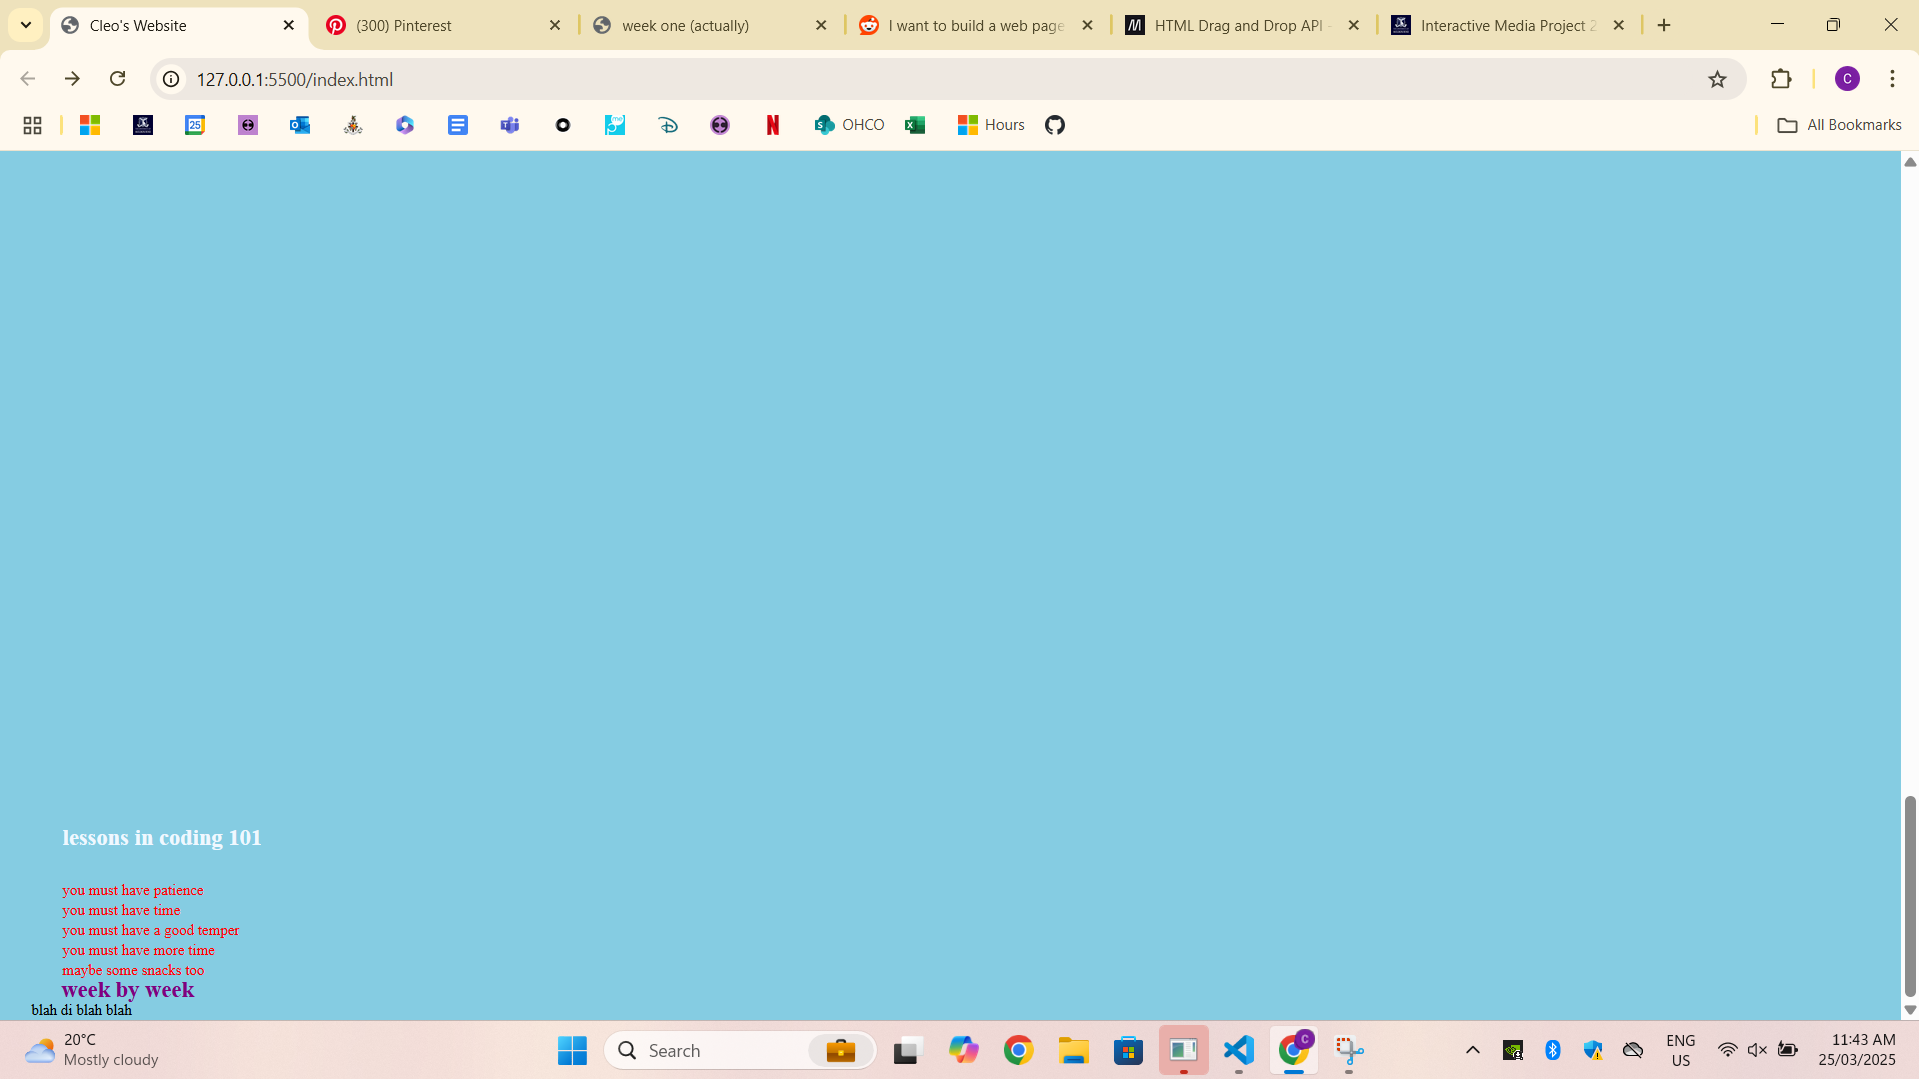 Cleo's Website
(300) Pinterest
week one (actually)
I want to build a web page
HTML Drag and Drop API -
Interactive Media Project 2
127.0.0.1:5500/index.html
C
25
OHCO
Hours
All Bookmarks
lessons in coding 101
you must have patience
you must have time
you must have a good temper
you must have more time
maybe some snacks too
week by week
blah di blah blah
20°C
Mostly cloudy
Search
C
ENG
US
11:43 AM
25/03/2025